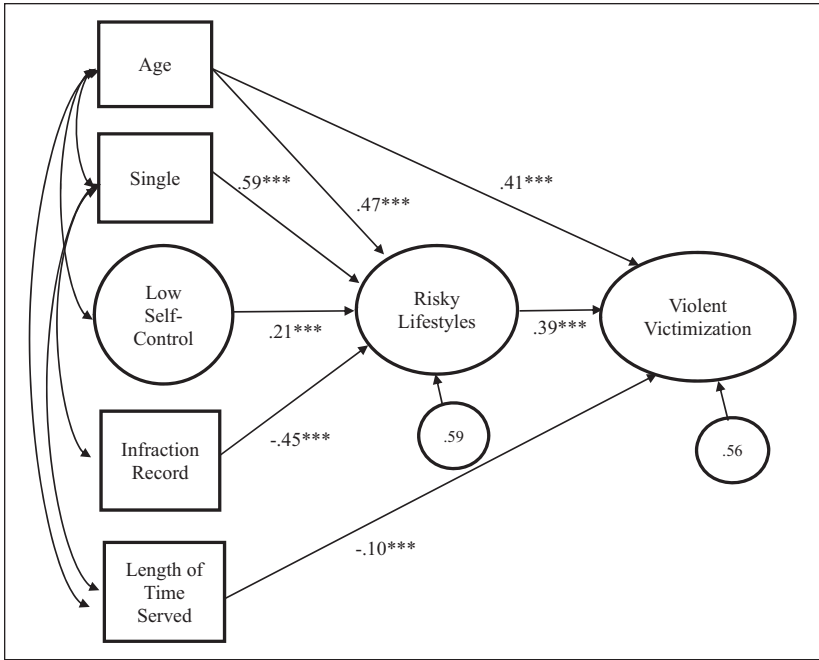 Age
Single
.59***
.47***
.41***
Low
Self-
Control
.21***
Risky
Lifestyles
.39***
Violent
Victimization
Infraction
Record
-.45***
.59
.56
Length of
Time
Served
-.10***